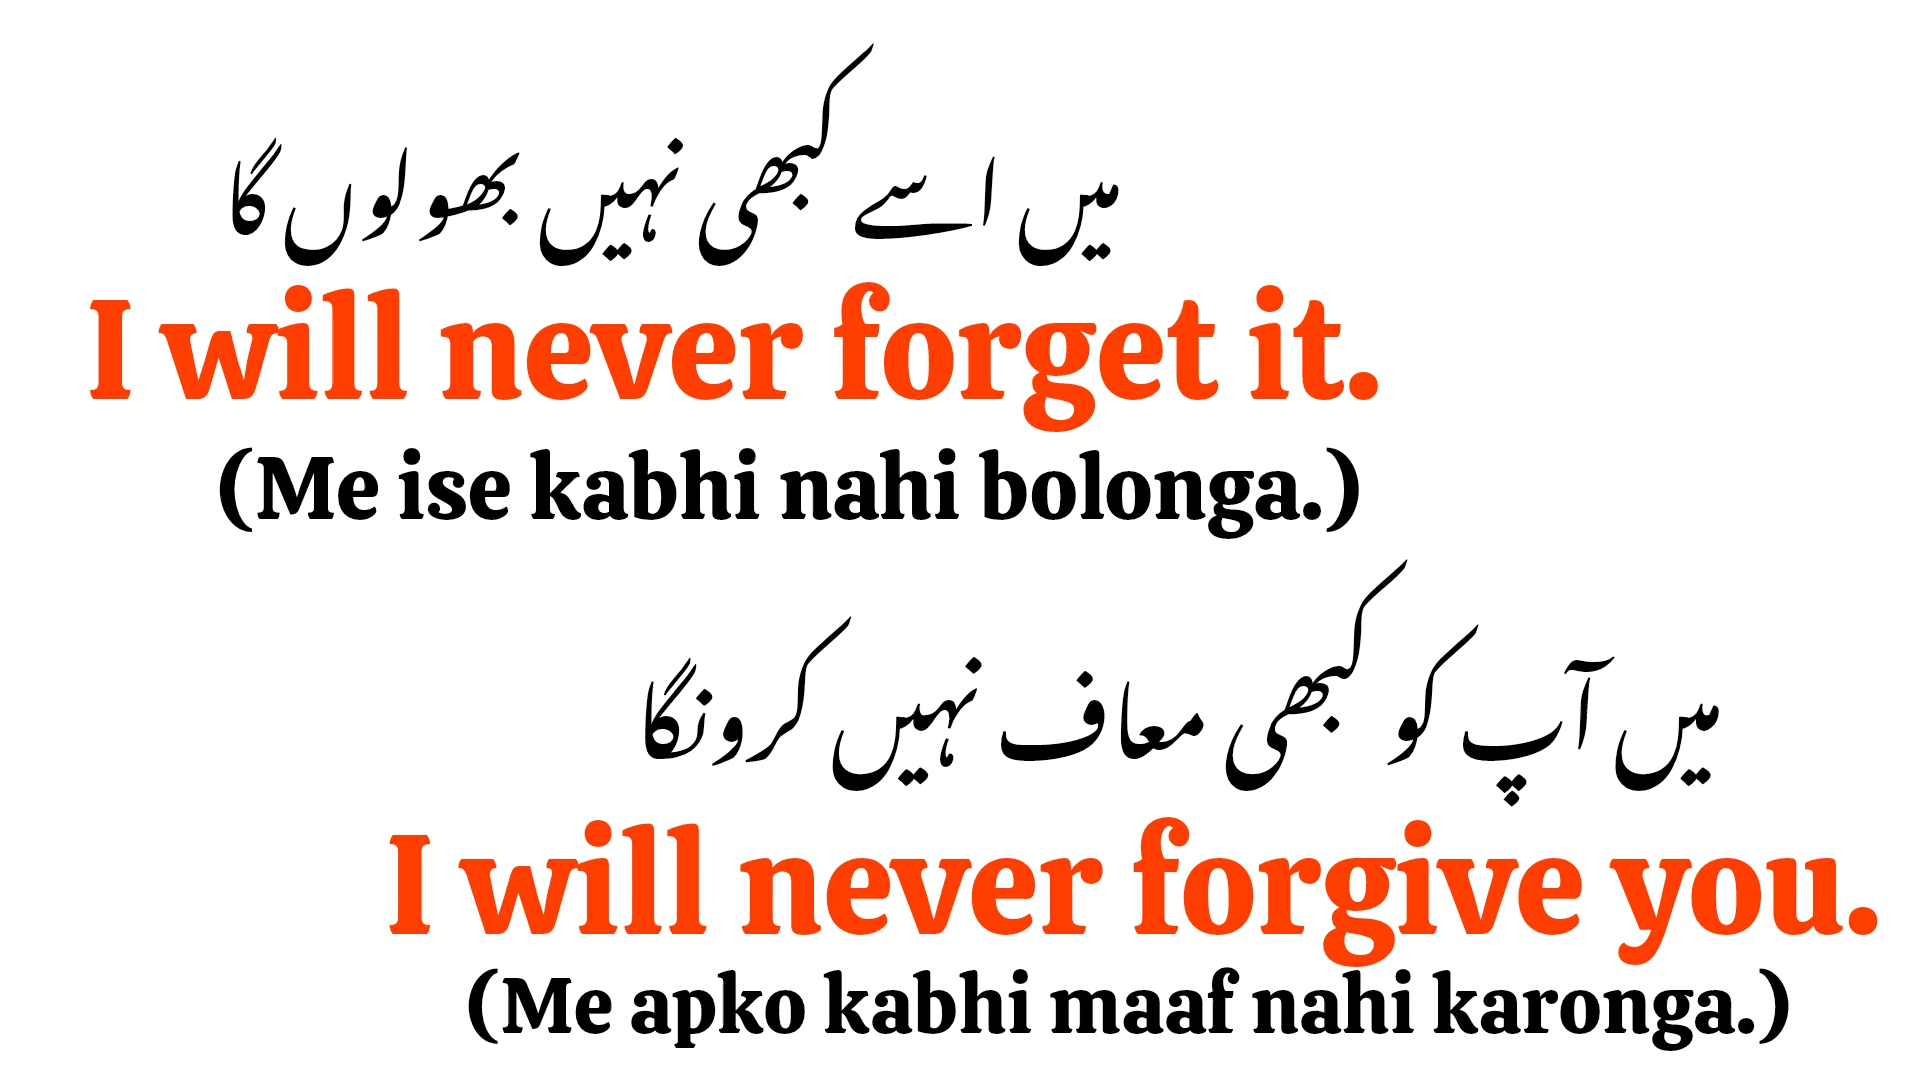 میں اسے کبھی نہیں بھولوں گا
I will never forget it.
(Me ise kabhi nahi bolonga.)
میں آپ کو کبھی معاف نہیں کرونگا
I will never forgive you.
(Me apko kabhi maaf nahi karonga.)